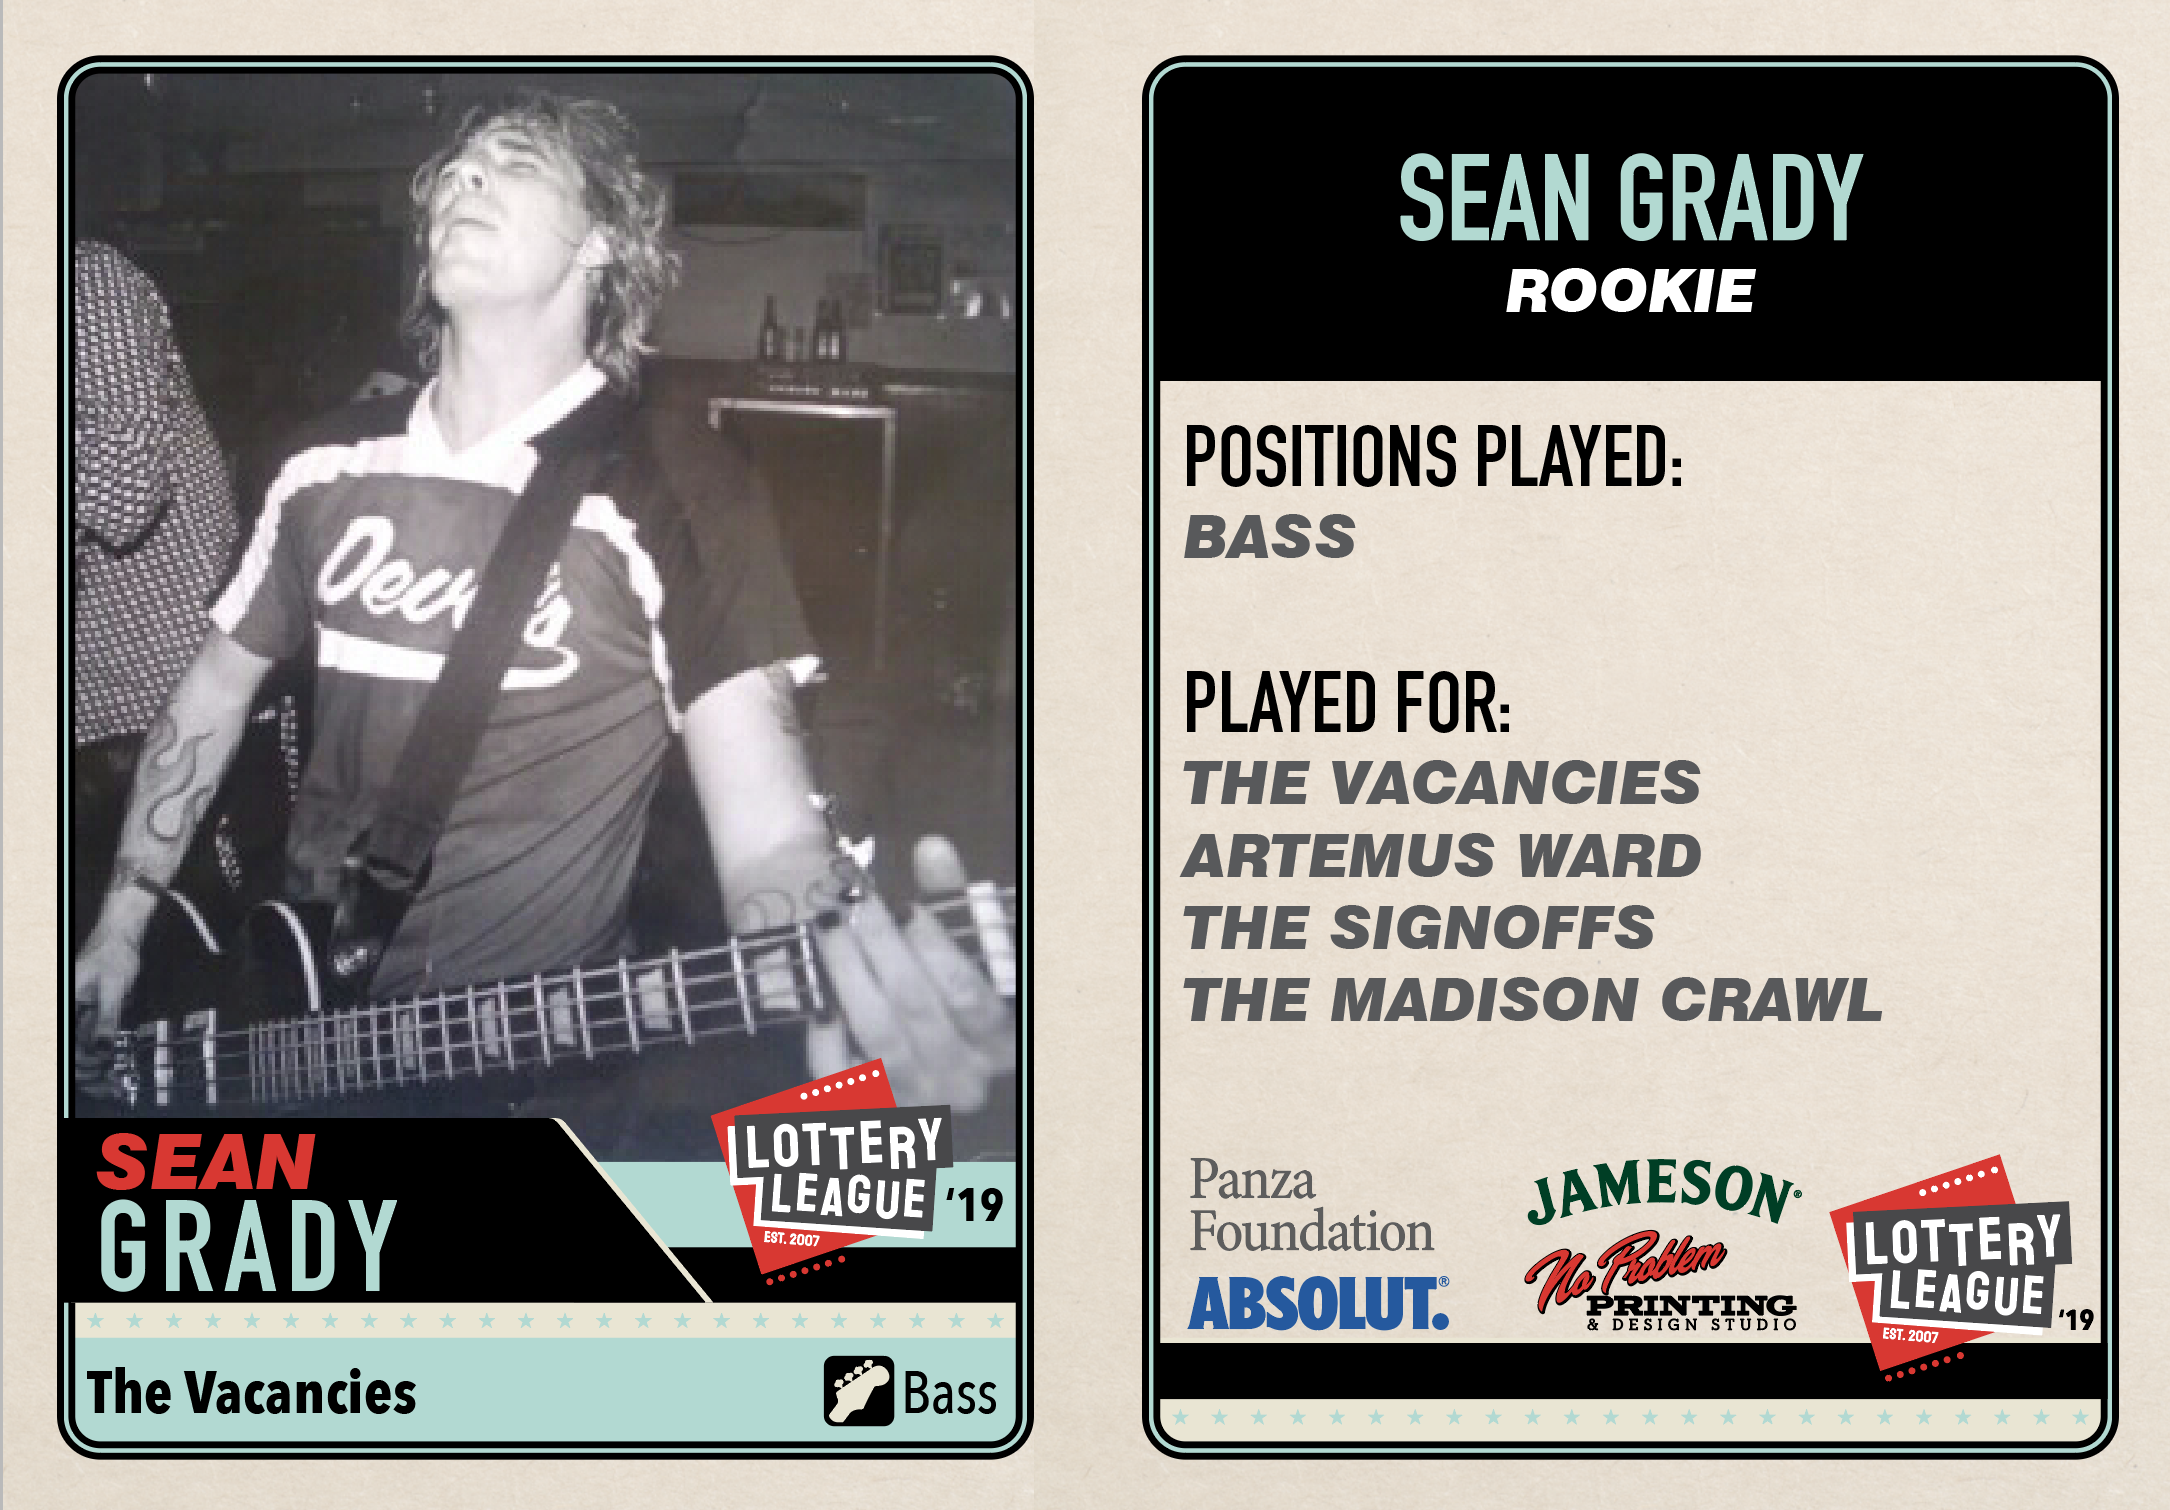 SEAN
GRADY
LOTTERY
LEAGUE
'19
EST. 2007
The Vacancies
Bass
SEAN GRADY
ROOKIE
POSITIONS PLAYED:
BASS
PLAYED FOR:
THE VACANCIES
ARTEMUS WARD
THE SIGNOFFS
THE MADISON CRAWL
Panza
Foundation
ABSOLUT.®
JAMESON®
No Problem
PRINTING
& DESIGN STUDIO
LOTTERY
LEAGUE
'19
EST. 2007